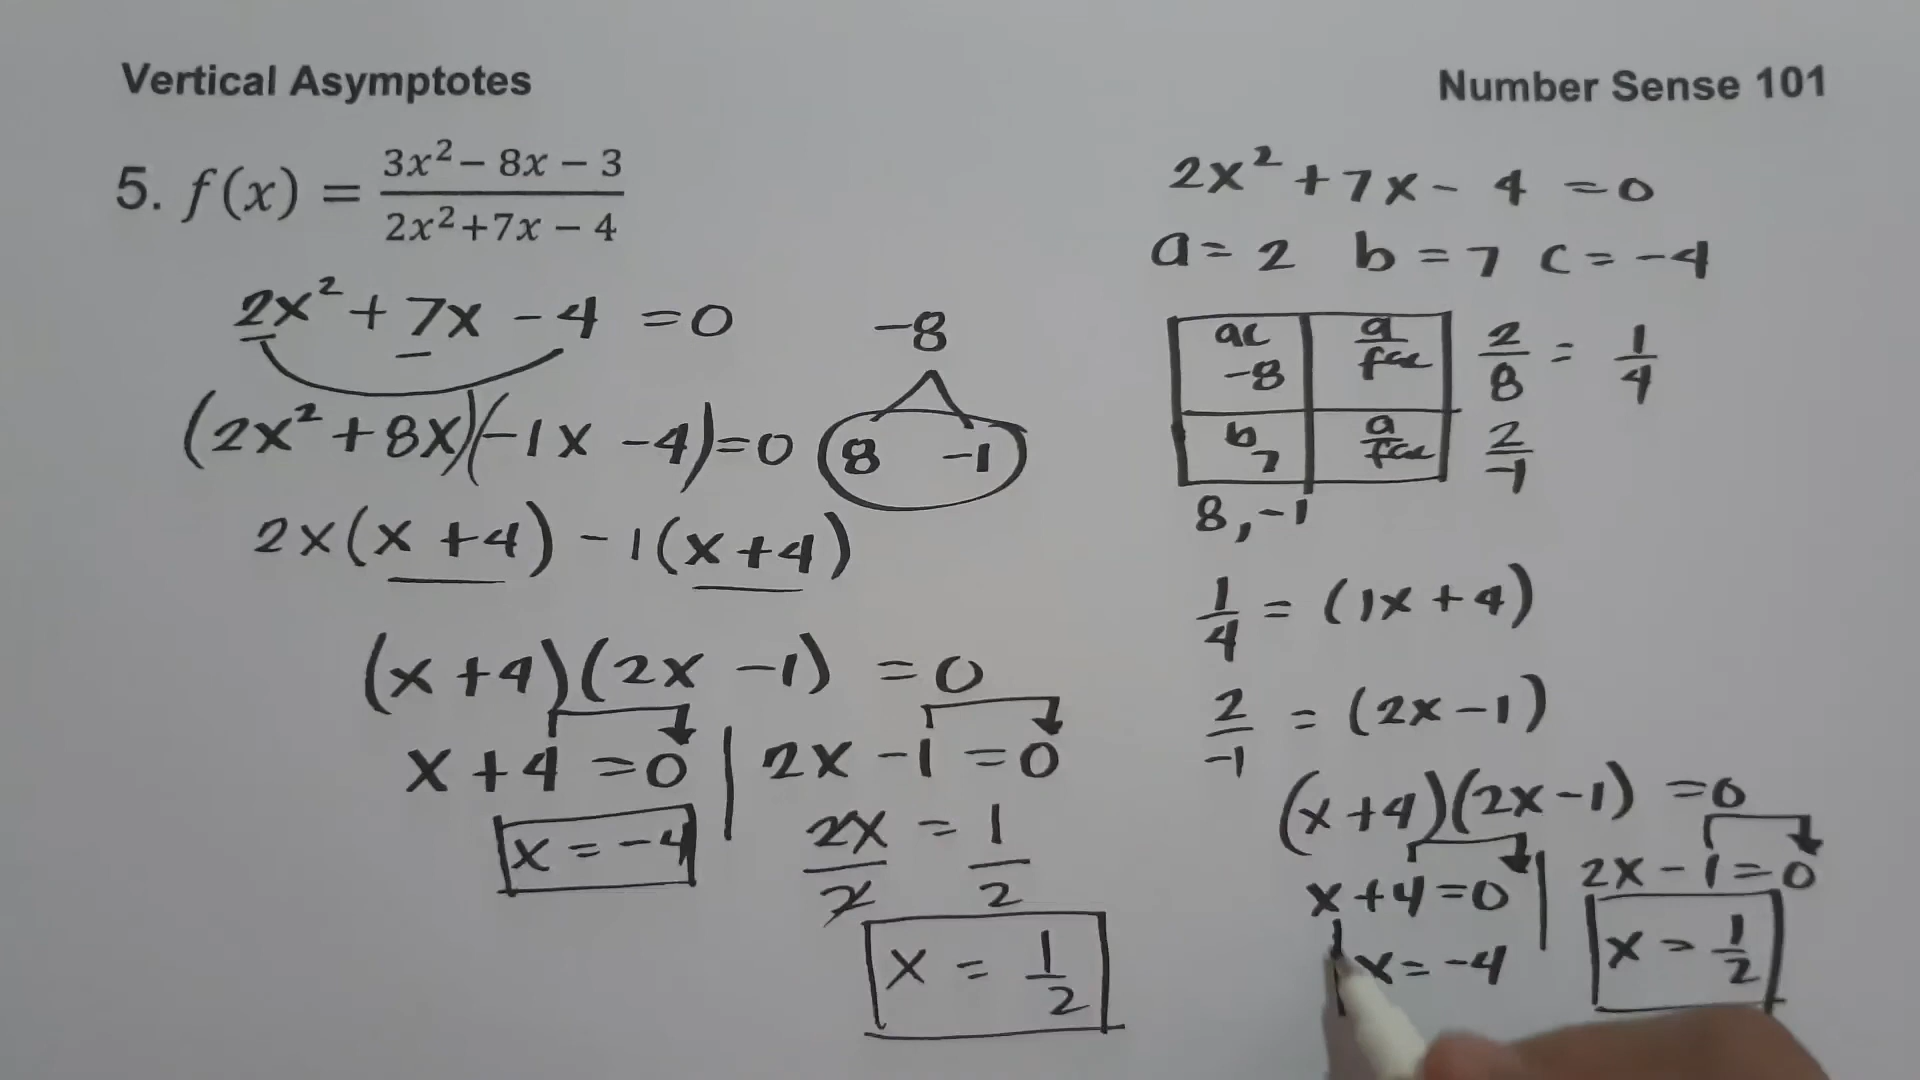 Vertical Asymptotes
Number Sense 101
5. f(x) = (3x² − 8x − 3)/(2x²+7x − 4)
2x² + 7x − 4 = 0
−8
(2x² + 8x)(−1x − 4) = 0
8 −1
2x(x + 4) − 1(x + 4)
(x + 4)(2x − 1) = 0
x + 4 = 0
x = −4
2x − 1 = 0
2x/2 = 1/2
x = 1/2
2x² + 7x − 4 = 0
a = 2 b = 7 c = −4
ac a/fac 2/8 = 1/4
−8
b a/fac 2/−1
7
8, −1
1/4 = (1x + 4)
2/−1 = (2x − 1)
(x + 4)(2x − 1) = 0
x + 4 = 0
x = −4
2x − 1 = 0
x = 1/2